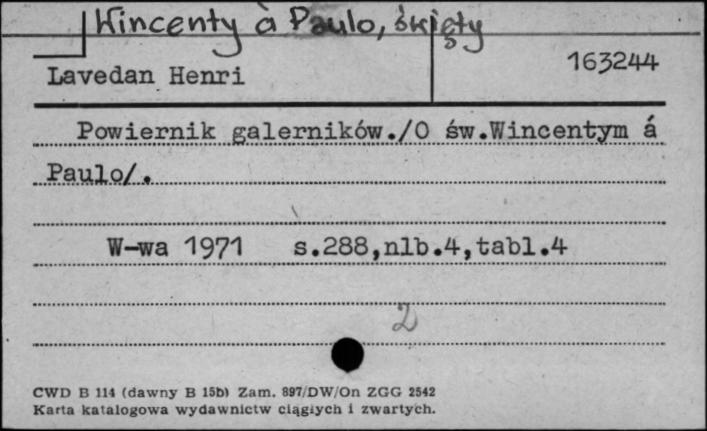 Wincenty à Paulo, święty
Lavedan Henri 163244
Powiernik galerników./O św.Wincentym á
Paulo/.
W-wa 1971 s.288,nlb.4,tabl.4
2
CWD B 114 (dawny B 15b) Zam. 897/DW/On ZGG 2542
Karta katalogowa wydawnictw ciągłych i zwartych.